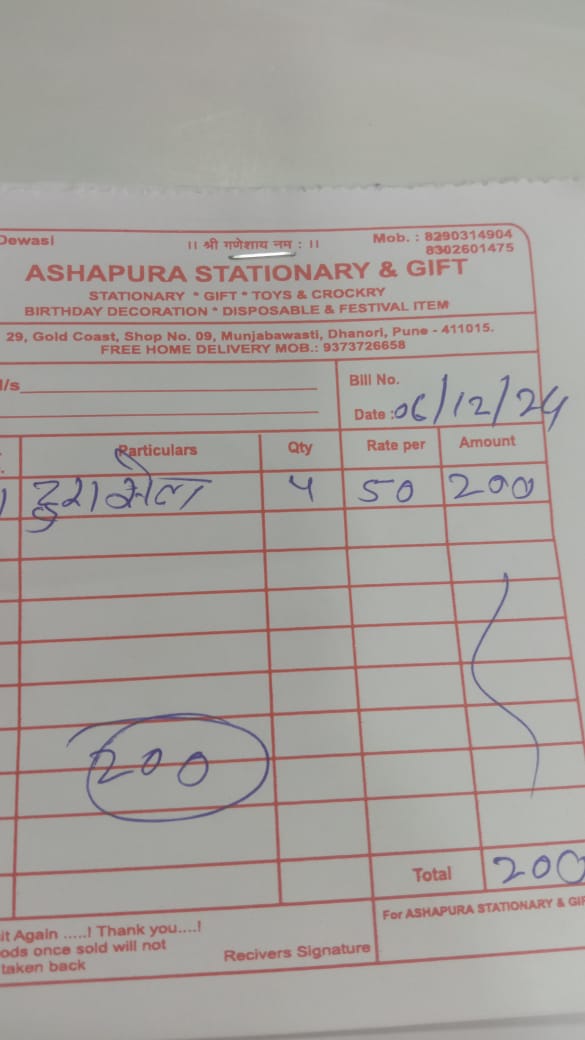 Dewasi
।। श्री गणेशाय नम : ।।
Mob. : 8290314904
8302601475
ASHAPURA STATIONARY & GIFT
STATIONARY * GIFT * TOYS & CROCKRY
BIRTHDAY DECORATION * DISPOSABLE & FESTIVAL ITEM
29, Gold Coast, Shop No. 09, Munjabawasti, Dhanori, Pune - 411015.
FREE HOME DELIVERY MOB.: 9373726658
/s
Bill No.
Date : 06/12/24
Particulars Qty Rate per Amount
4 50 200
200
Total 200
it Again .....! Thank you....!
ods once sold will not
taken back
Recivers Signature
For ASHAPURA STATIONARY & GIF